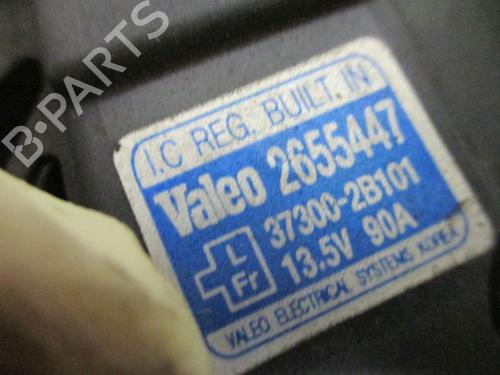 B-PARTS
I.C REG. BUILT. IN
Valeo 2655447
37300-2B101
L
Fr
13.5V 90A
VALEO ELECTRICAL SYSTEMS KOREA